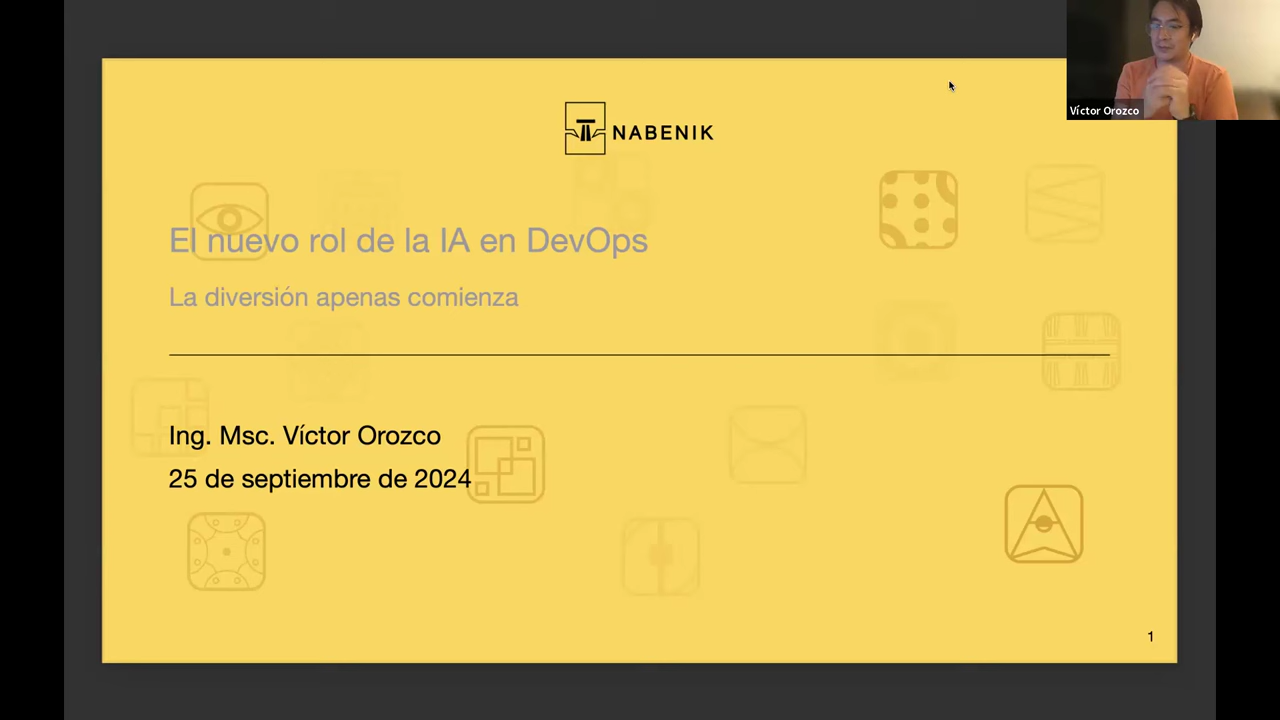 NABENIK
El nuevo rol de la IA en DevOps
La diversión apenas comienza
Ing. Msc. Víctor Orozco
25 de septiembre de 2024
1
Víctor Orozco